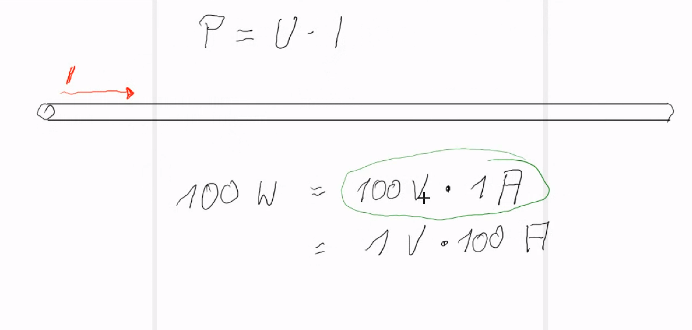 P = U · I
I
100 W = 100 V · 1 A
= 1 V · 100 A